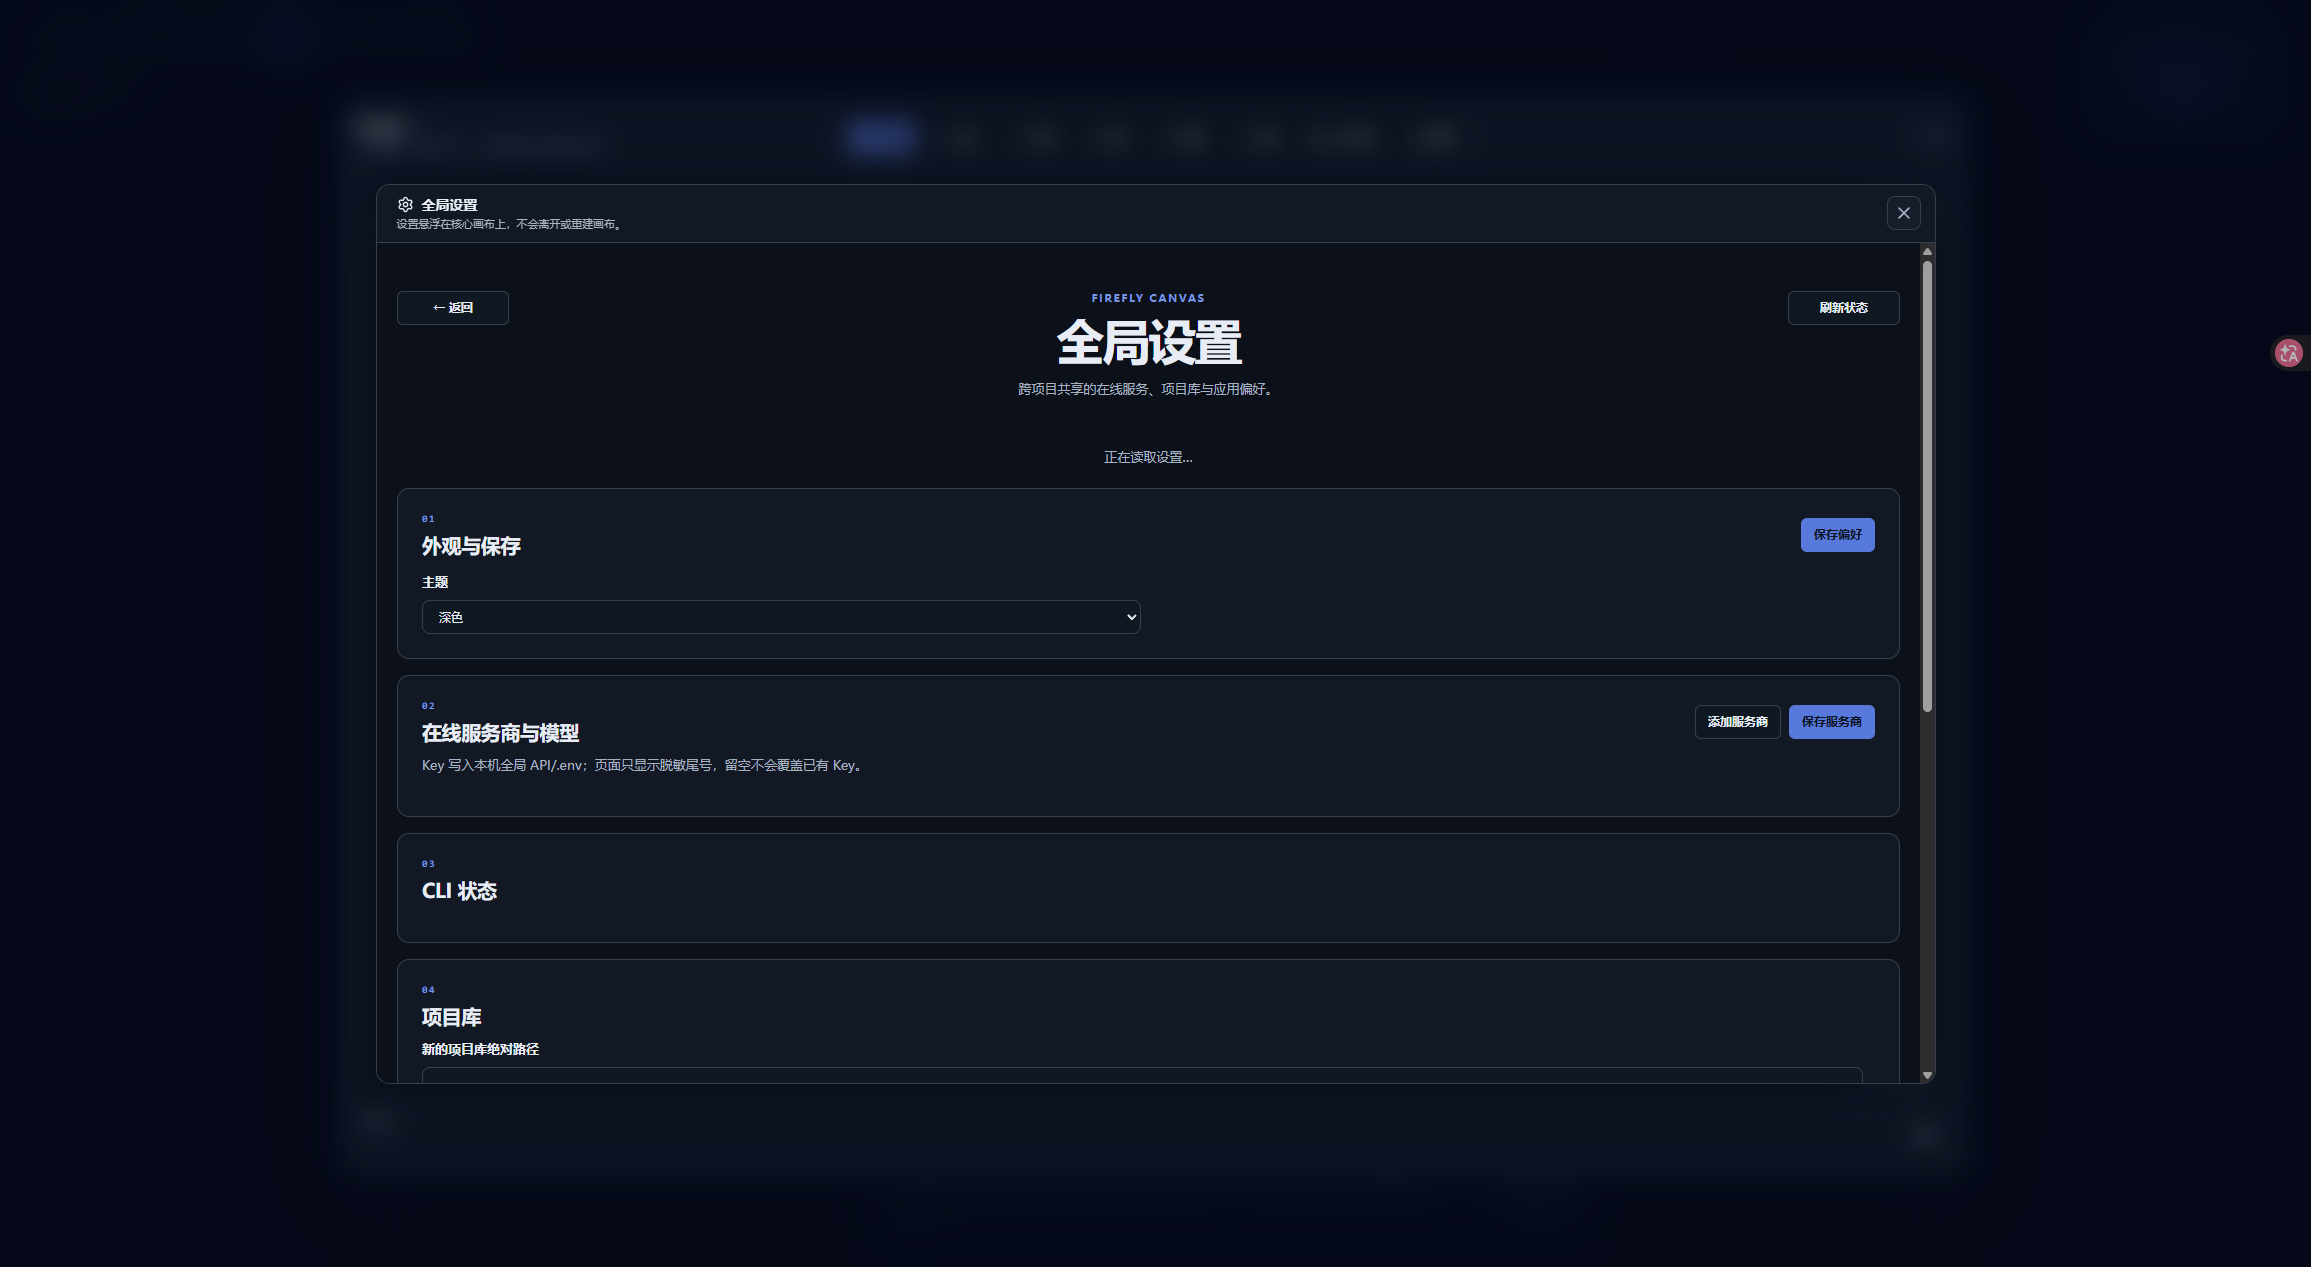 全局设置
设置悬浮在核心画布上，不会离开或重建画布。
← 返回
FIREFLY CANVAS
刷新状态
全局设置
跨项目共享的在线服务、项目库与应用偏好。
正在读取设置...
01
外观与保存
保存偏好
主题
深色
02
在线服务商与模型
添加服务商
保存服务商
Key 写入本机全局 API/.env；页面只显示脱敏尾号，留空不会覆盖已有 Key。
03
CLI 状态
04
项目库
新的项目库绝对路径